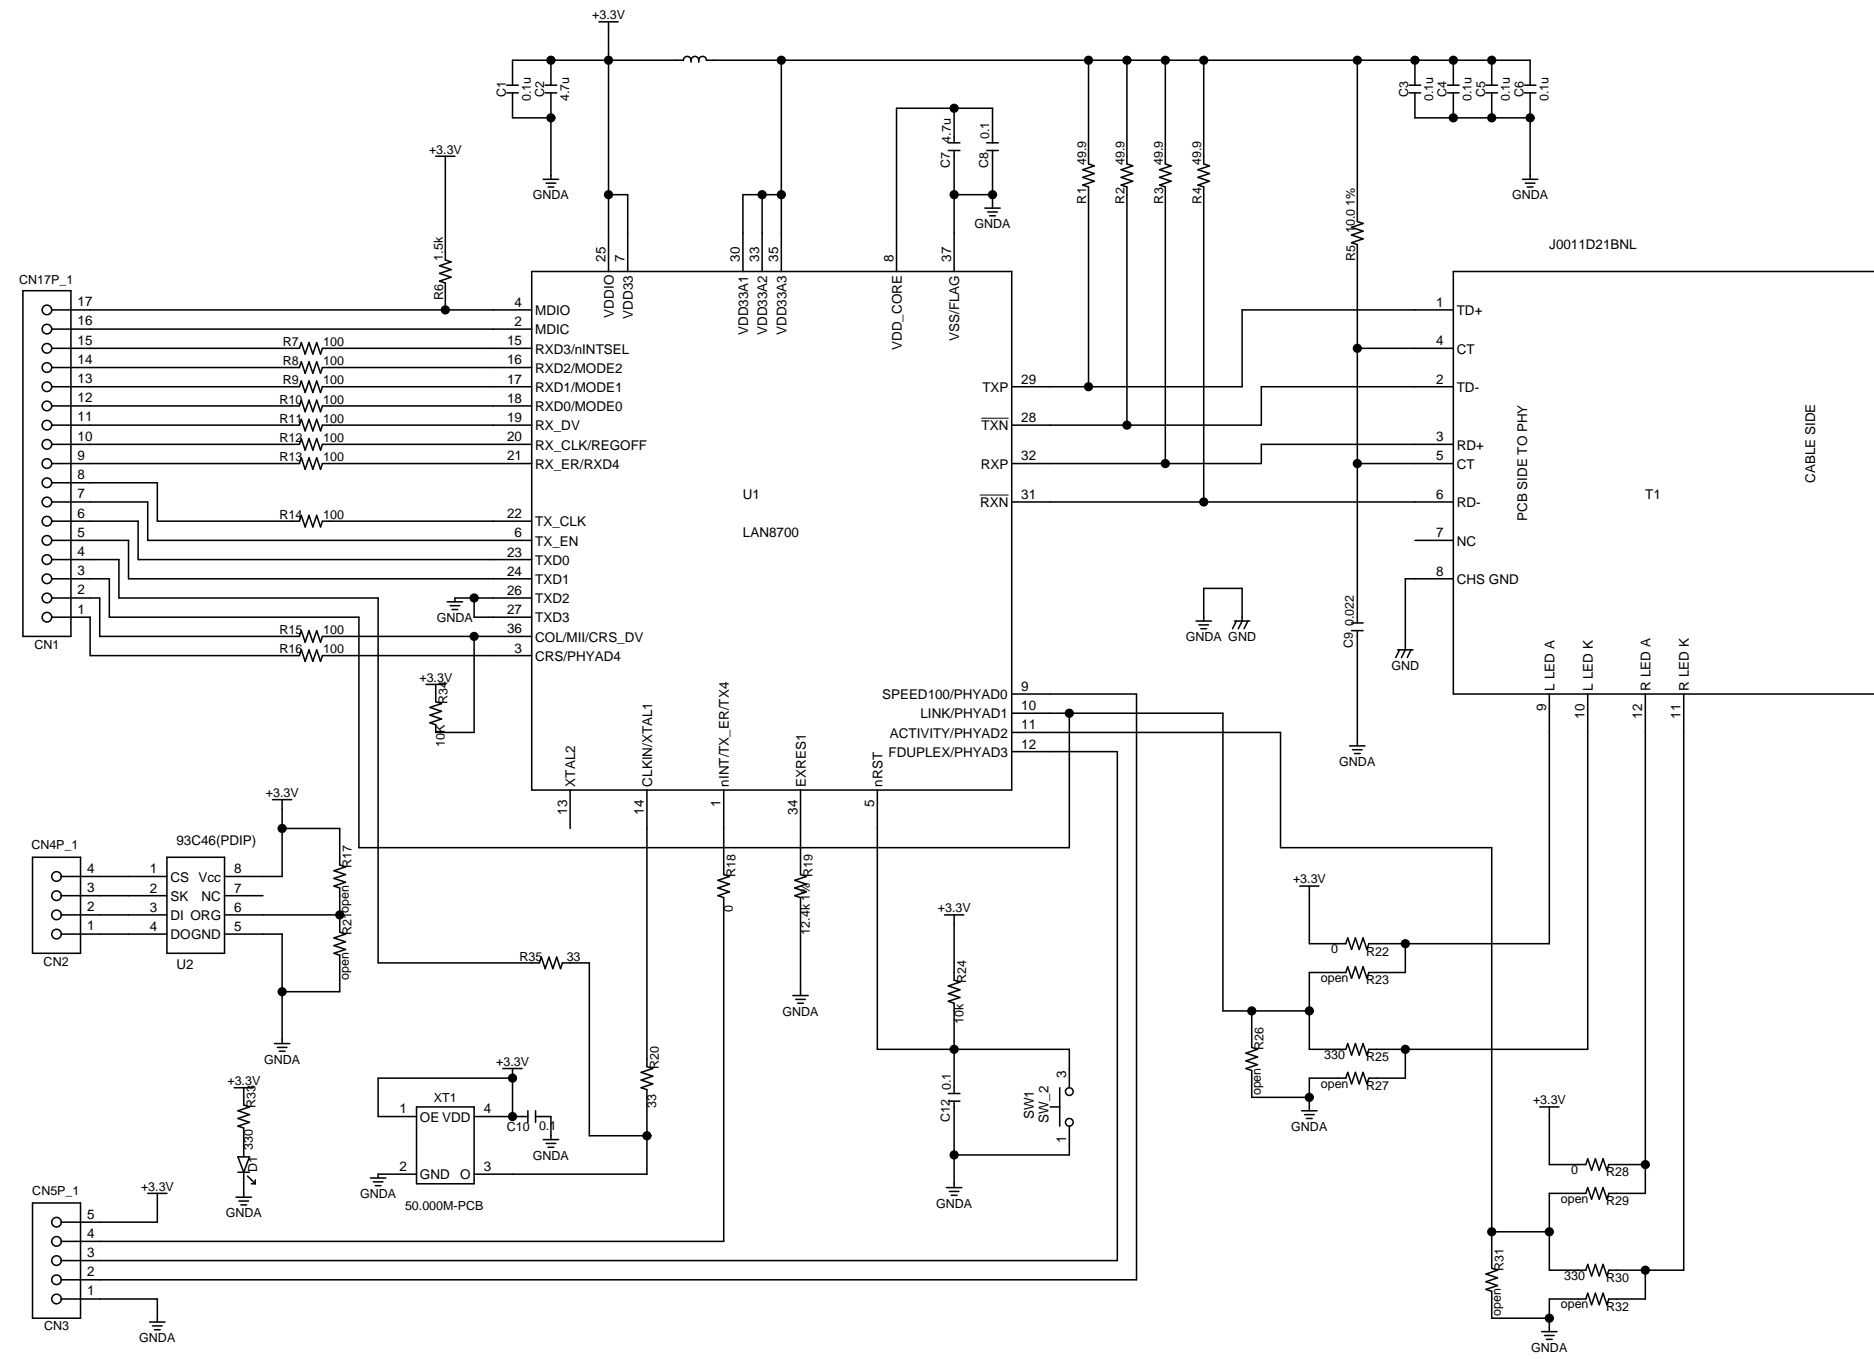 +3.3V
C1
0.1u
C2
4.7u
GNDA
+3.3V
1.5k
R6
4.7u
C7
0.1
C8
GNDA
49.9
R1
49.9
R2
49.9
R3
49.9
R4
10.0 1%
R5
C3
0.1u
C4
0.1u
C5
0.1u
C6
0.1u
GNDA
J0011D21BNL
CN17P_1
17
16
15
14
13
12
11
10
9
8
7
6
5
4
3
2
1
CN1
R7 100
R8 100
R9 100
R10 100
R11 100
R12 100
R13 100
R14 100
R15 100
R16 100
GNDA
+3.3V
R34
10K
25
7
30
33
35
8
37
VDDIO
VDD33
VDD33A1
VDD33A2
VDD33A3
VDD_CORE
VSS/FLAG
4 MDIO
2 MDIC
15 RXD3/nINTSEL
16 RXD2/MODE2
17 RXD1/MODE1
18 RXD0/MODE0
19 RX_DV
20 RX_CLK/REGOFF
21 RX_ER/RXD4
22 TX_CLK
6 TX_EN
23 TXD0
24 TXD1
26 TXD2
27 TXD3
36 COL/MII/CRS_DV
3 CRS/PHYAD4
U1
LAN8700
TXP 29
TXN 28
RXP 32
RXN 31
SPEED100/PHYAD0 9
LINK/PHYAD1 10
ACTIVITY/PHYAD2 11
FDUPLEX/PHYAD3 12
XTAL2
CLKIN/XTAL1
nINT/TX_ER/TX4
EXRES1
nRST
13
14
1
34
5
1 TD+
4 CT
2 TD-
3 RD+
5 CT
6 RD-
7 NC
8 CHS GND
PCB SIDE TO PHY
T1
CABLE SIDE
L LED A
L LED K
R LED A
R LED K
9
10
12
11
GNDA GND
C9 0.022
GNDA
GND
+3.3V
CN4P_1
4
3
2
1
CN2
93C46(PDIP)
1 CS Vcc 8
2 SK NC 7
3 DI ORG 6
4 DO GND 5
U2
R17
open
R21
open
GNDA
R35 33
R18
0
R19
12.4k 1%
GNDA
R20
33
+3.3V
R24
10k
C12 0.1
GNDA
SW1
SW_2
3
1
+3.3V
0 R22
open R23
R26
open
330 R25
open R27
GNDA
+3.3V
0 R28
open R29
R31
open
330 R30
open R32
GNDA
+3.3V
R33
330
D1
GNDA
+3.3V
XT1
1 OE VDD 4
2 GND O 3
C10 0.1
GNDA
GNDA
50.000M-PCB
CN5P_1
+3.3V
5
4
3
2
1
CN3
GNDA